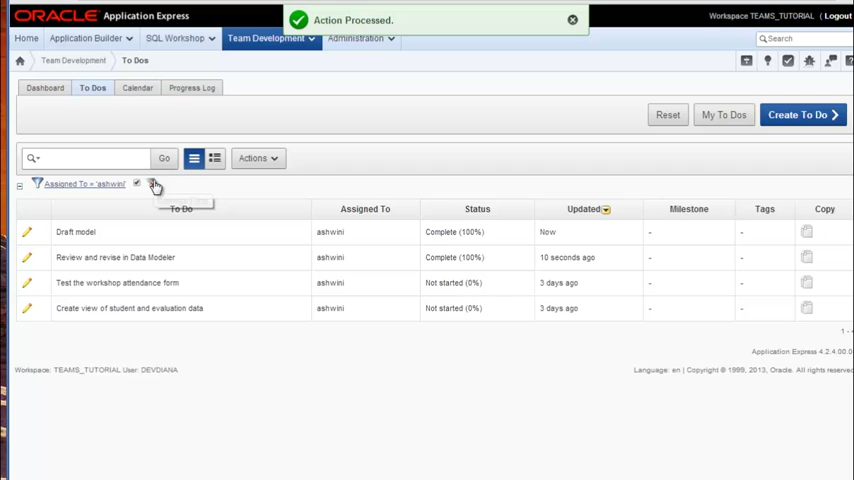 ORACLE Application Express
Action Processed.
Workspace TEAMS_TUTORIAL | Logout
Home Application Builder SQL Workshop Team Development Administration
Search
Team Development To Dos
Dashboard To Dos Calendar Progress Log
Reset My To Dos Create To Do
Go Actions
Assigned To = 'ashwini'
To Do Assigned To Status Updated Milestone Tags Copy
Draft model ashwini Complete (100%) Now - -
Review and revise in Data Modeler ashwini Complete (100%) 10 seconds ago - -
Test the workshop attendance form ashwini Not started (0%) 3 days ago - -
Create view of student and evaluation data ashwini Not started (0%) 3 days ago - -
1 -
Application Express 4.2.4.00.0
Workspace: TEAMS_TUTORIAL User: DEVDIANA
Language: en | Copyright © 1999, 2013, Oracle. All rights reserved